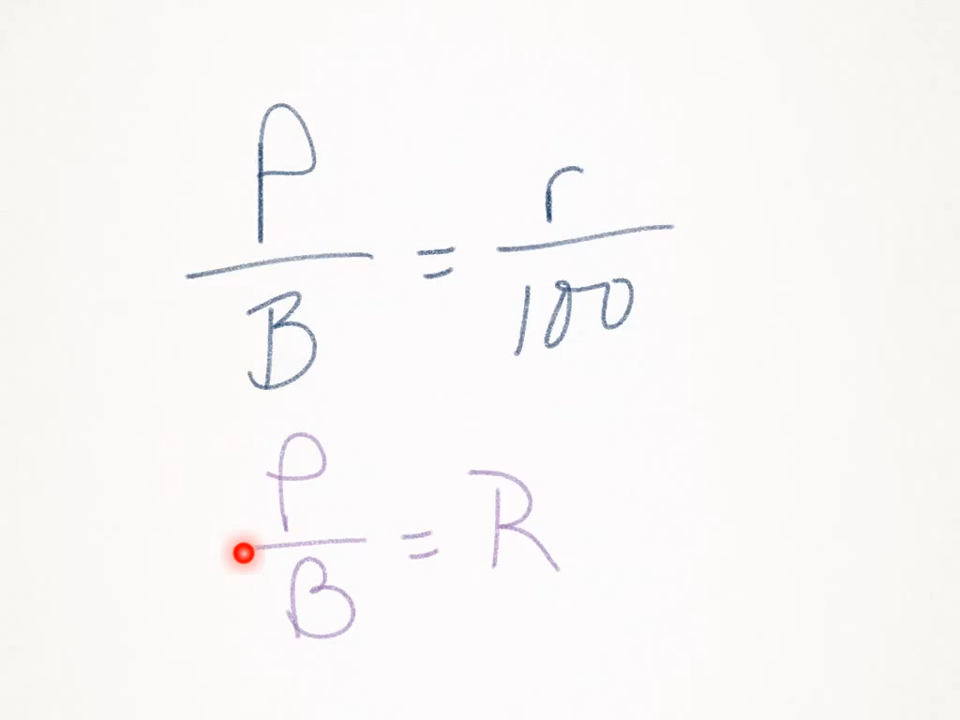 P/B = r/100
P/B = R